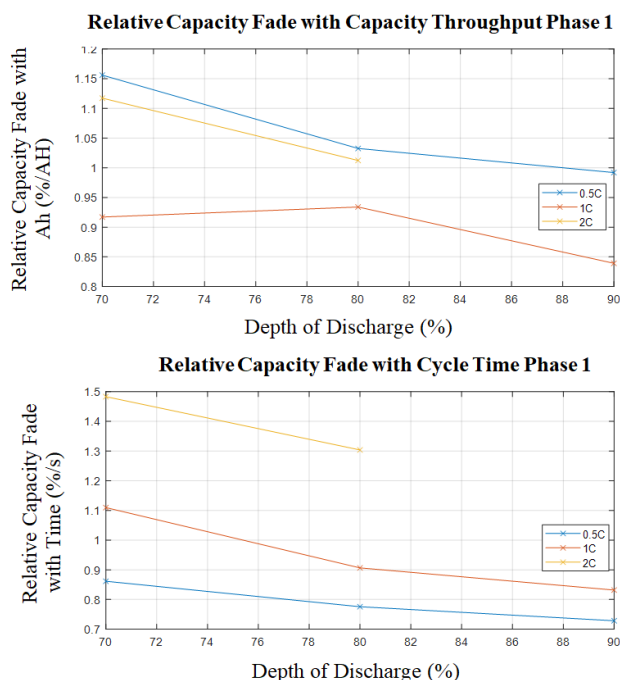 Relative Capacity Fade with Capacity Throughput Phase 1
Relative Capacity Fade with
Ah (%/AH)
1.2
1.15
1.1
1.05
1
0.95
0.9
0.85
0.8
0.5C
1C
2C
70 72 74 76 78 80 82 84 86 88 90
Depth of Discharge (%)
Relative Capacity Fade with Cycle Time Phase 1
Relative Capacity Fade
with Time (%/s)
1.5
1.4
1.3
1.2
1.1
1
0.9
0.8
0.7
0.5C
1C
2C
70 72 74 76 78 80 82 84 86 88 90
Depth of Discharge (%)